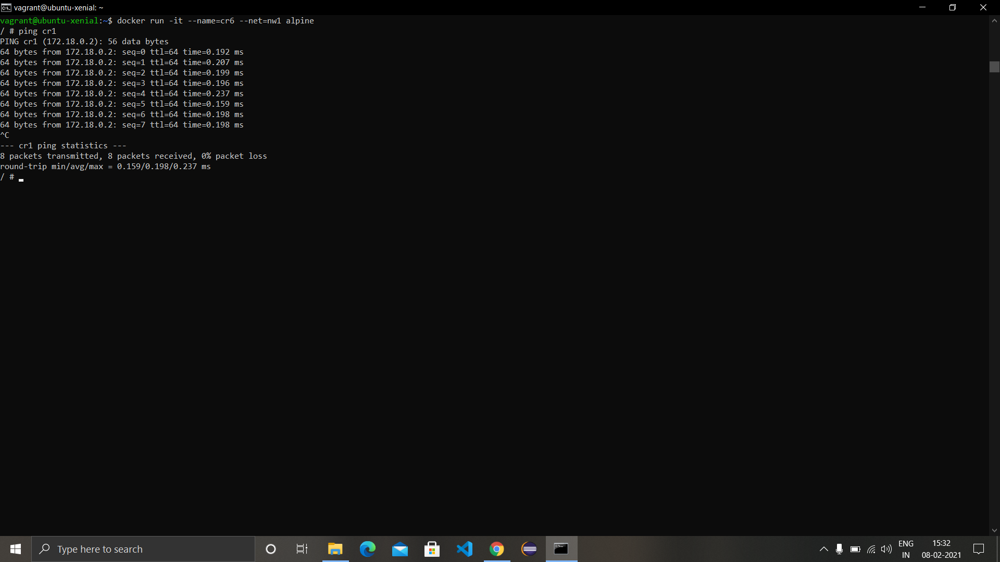 vagrant@ubuntu-xenial: ~
vagrant@ubuntu-xenial:~$ docker run -it --name=cr6 --net=nw1 alpine
/ # ping cr1
PING cr1 (172.18.0.2): 56 data bytes
64 bytes from 172.18.0.2: seq=0 ttl=64 time=0.192 ms
64 bytes from 172.18.0.2: seq=1 ttl=64 time=0.207 ms
64 bytes from 172.18.0.2: seq=2 ttl=64 time=0.199 ms
64 bytes from 172.18.0.2: seq=3 ttl=64 time=0.196 ms
64 bytes from 172.18.0.2: seq=4 ttl=64 time=0.237 ms
64 bytes from 172.18.0.2: seq=5 ttl=64 time=0.159 ms
64 bytes from 172.18.0.2: seq=6 ttl=64 time=0.198 ms
64 bytes from 172.18.0.2: seq=7 ttl=64 time=0.198 ms
^C
--- cr1 ping statistics ---
8 packets transmitted, 8 packets received, 0% packet loss
round-trip min/avg/max = 0.159/0.198/0.237 ms
/ #
Type here to search
ENG
IN
15:32
08-02-2021